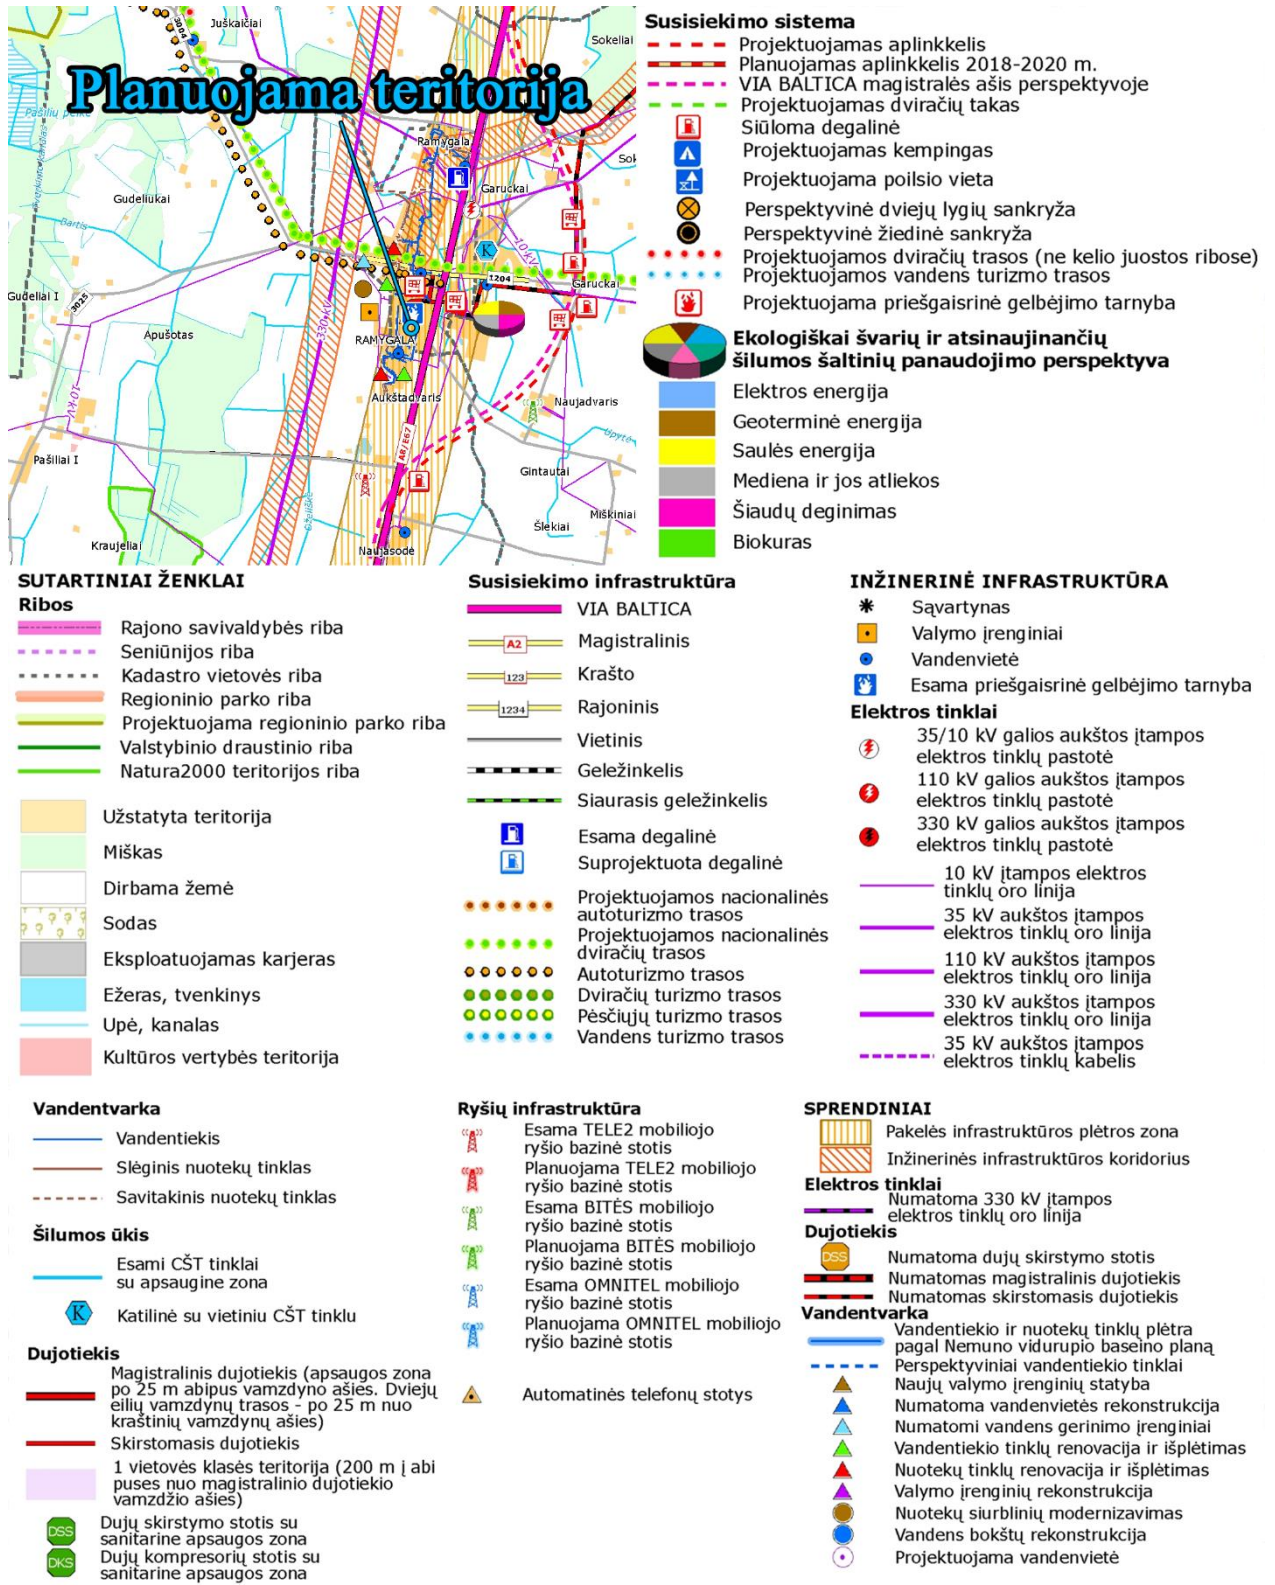 Juškaičiai
3004
Sokeliai
Planuojama teritorija
Ramygala
Garuckai
Gudeliukai
Bartis
10-kV
K
1204
Garuckai
Gudeliai I
3025
330-kV
Apušotas
RAMYGALA
Aukštadvaris
10-kV
Naujadvaris
Upytė
A8/E67
Pašiliai I
Gintautai
Miškiniai
Šlekiai
Kraujeliai
Naujasodė
Susisiekimo sistema
Projektuojamas aplinkkelis
Planuojamas aplinkkelis 2018-2020 m.
VIA BALTICA magistralės ašis perspektyvoje
Projektuojamas dviračių takas
Siūloma degalinė
Projektuojamas kempingas
Projektuojama poilsio vieta
Perspektyvinė dviejų lygių sankryža
Perspektyvinė žiedinė sankryža
Projektuojamos dviračių trasos (ne kelio juostos ribose)
Projektuojamos vandens turizmo trasos
Projektuojana priešgaisrinė gelbėjimo tarnyba
Ekologiškai švarių ir atsinaujinančių
šilumos šaltinių panaudojimo perspektyva
Elektros energija
Geoterminė energija
Saulės energija
Mediena ir jos atliekos
Šiaudų deginimas
Biokuras
SUTARTINIAI ŽENKLAI
Ribos
Rajono savivaldybės riba
Seniūnijos riba
Kadastro vietovės riba
Regioninio parko riba
Projektuojama regioninio parko riba
Valstybinio draustinio riba
Natura2000 teritorijos riba
Užstatyta teritorija
Miškas
Dirbama žemė
Sodas
Eksploatuojamas karjeras
Ežeras, tvenkinys
Upė, kanalas
Kultūros vertybės teritorija
Susisiekimo infrastruktūra
VIA BALTICA
A2 Magistralinis
123 Krašto
1234 Rajoninis
Vietinis
Geležinkelis
Siaurasis geležinkelis
Esama degalinė
Suprojektuota degalinė
Projektuojamos nacionalinės
autoturizmo trasos
Projektuojamos nacionalinės
dviračių trasos
Autoturizmo trasos
Dviračių turizmo trasos
Pėsčiųjų turizmo trasos
Vandens turizmo trasos
INŽINERINĖ INFRASTRUKTŪRA
Sąvartynas
Valymo įrenginiai
Vandenvietė
Esama priešgaisrinė gelbėjimo tarnyba
Elektros tinklai
35/10 kV galios aukštos įtampos
elektros tinklų pastotė
110 kV galios aukštos įtampos
elektros tinklų pastotė
330 kV galios aukštos įtampos
elektros tinklų pastotė
10 kV įtampos elektros
tinklų oro linija
35 kV aukštos įtampos
elektros tinklų oro linija
110 kV aukštos įtampos
elektros tinklų oro linija
330 kV aukštos įtampos
elektros tinklų oro linija
35 kV aukštos įtampos
elektros tinklų kabelis
Vandentvarka
Vandentiekis
Slėginis nuotekų tinklas
Savitakinis nuotekų tinklas
Šilumos ūkis
Esami CŠT tinklai
su apsaugine zona
K Katilinė su vietiniu CŠT tinklu
Dujotiekis
Magistralinis dujotiekis (apsaugos zona
po 25 m abipus vamzdyno ašies. Dviejų
eilių vamzdynų trasos - po 25 m nuo
kraštinių vamzdynų ašies)
Skirstomasis dujotiekis
1 vietovės klasės teritorija (200 m į abi
puses nuo magistralinio dujotiekio
vamzdžio ašies)
DSS Dujų skirstymo stotis su
sanitarine apsaugos zona
DKS Dujų kompresorių stotis su
sanitarine apsaugos zona
Ryšių infrastruktūra
Esama TELE2 mobiliojo
ryšio bazinė stotis
Planuojama TELE2 mobiliojo
ryšio bazinė stotis
Esama BITĖS mobiliojo
ryšio bazinė stotis
Planuojama BITĖS mobiliojo
ryšio bazinė stotis
Esama OMNITEL mobiliojo
ryšio bazinė stotis
Planuojama OMNITEL mobiliojo
ryšio bazinė stotis
Automatinės telefonų stotys
SPRENDINIAI
Pakelės infrastruktūros plėtros zona
Inžinerinės infrastruktūros koridorius
Elektros tinklai
Numatoma 330 kV įtampos
elektros tinklų oro linija
Dujotiekis
DSS Numatoma dujų skirstymo stotis
Numatomas magistralinis dujotiekis
Numatomas skirstomasis dujotiekis
Vandentvarka
Vandentiekio ir nuotekų tinklų plėtra
pagal Nemuno vidurupio baseino planą
Perspektyviniai vandentiekio tinklai
Naujų valymo įrenginių statyba
Numatoma vandenvietės rekonstrukcija
Numatomi vandens gerinimo įrenginiai
Vandentiekio tinklų renovacija ir išplėtimas
Nuotekų tinklų renovacija ir išplėtimas
Valymo įrenginių rekonstrukcija
Nuotekų siurblinių modernizavimas
Vandens bokštų rekonstrukcija
Projektuojama vandenvietė